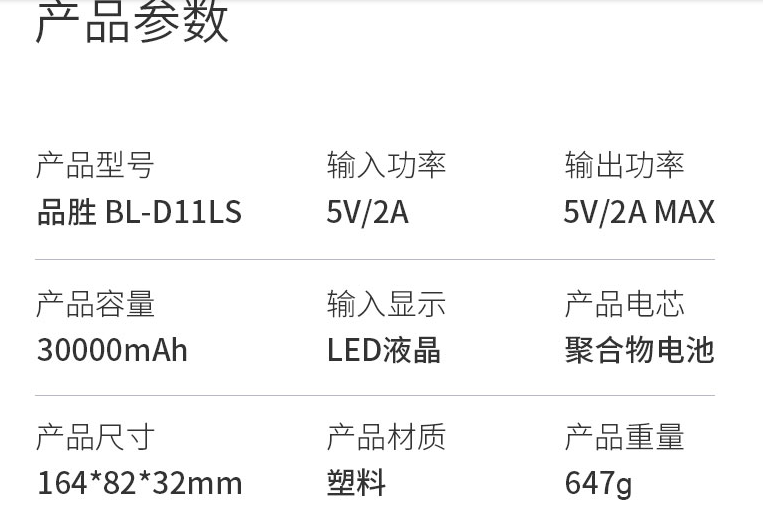 产品参数
产品型号 输入功率 输出功率
品胜 BL-D11LS 5V/2A 5V/2A MAX
产品容量 输入显示 产品电芯
30000mAh LED液晶 聚合物电池
产品尺寸 产品材质 产品重量
164*82*32mm 塑料 647g